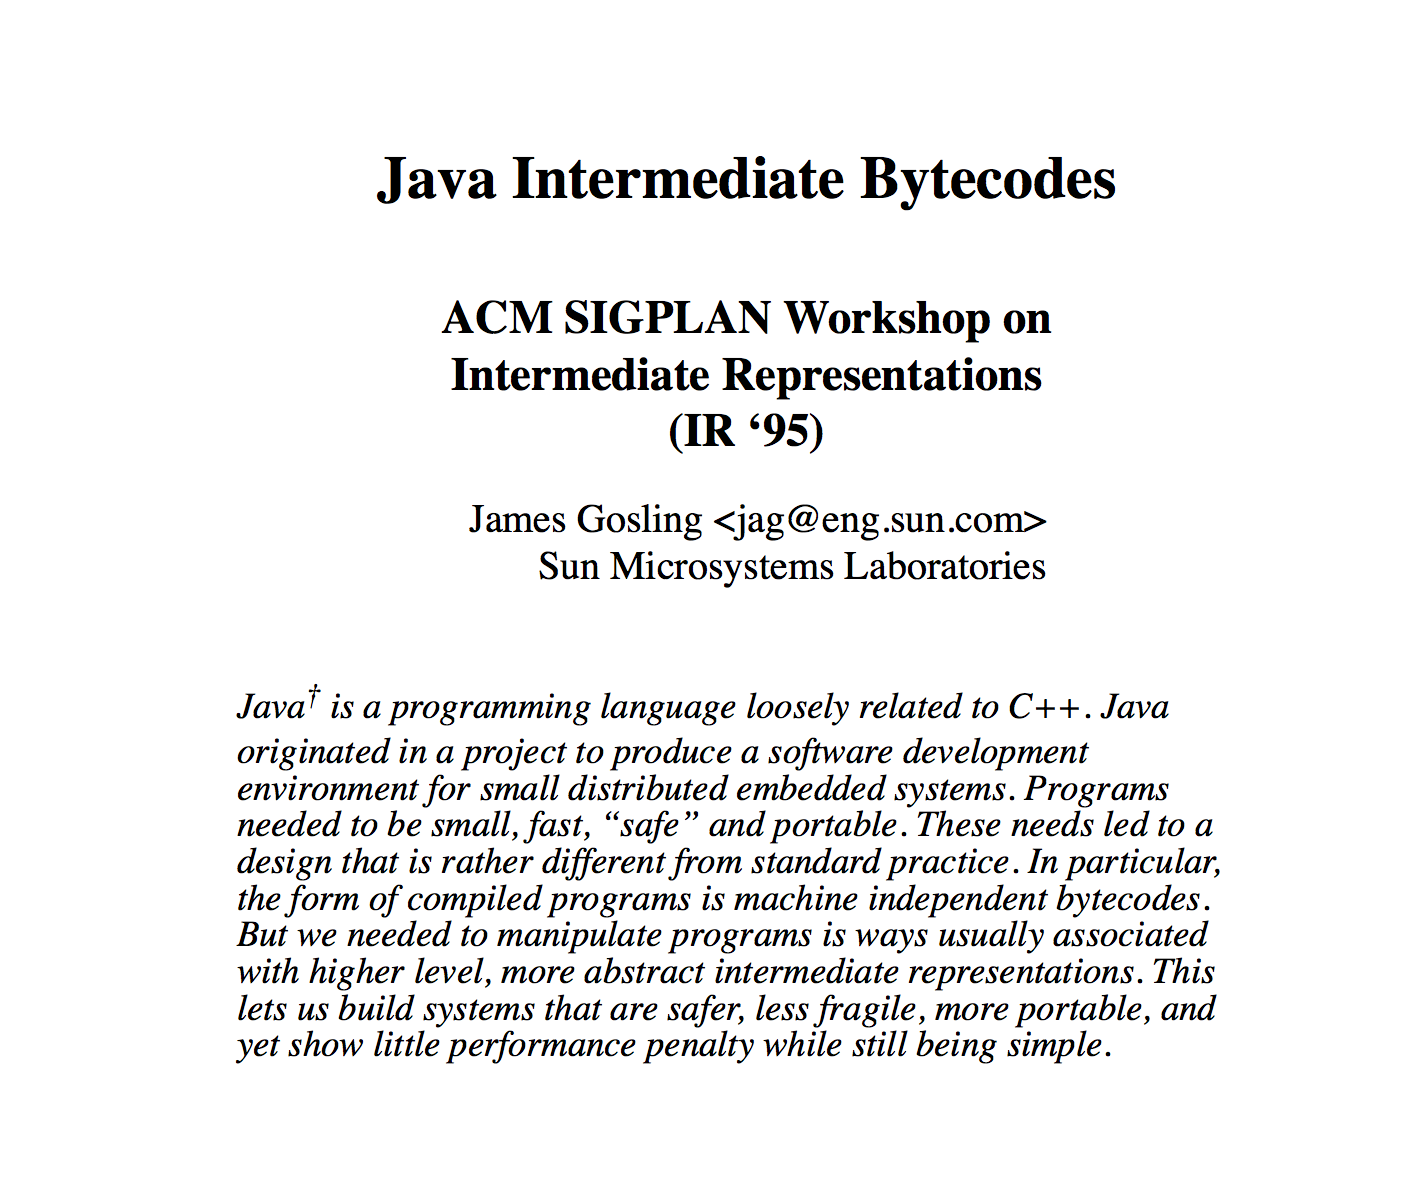 Java Intermediate Bytecodes
ACM SIGPLAN Workshop on
Intermediate Representations
(IR ‘95)
James Gosling <jag@eng.sun.com>
Sun Microsystems Laboratories
Java† is a programming language loosely related to C++. Java
originated in a project to produce a software development
environment for small distributed embedded systems. Programs
needed to be small, fast, “safe” and portable. These needs led to a
design that is rather different from standard practice. In particular,
the form of compiled programs is machine independent bytecodes.
But we needed to manipulate programs is ways usually associated
with higher level, more abstract intermediate representations. This
lets us build systems that are safer, less fragile, more portable, and
yet show little performance penalty while still being simple.